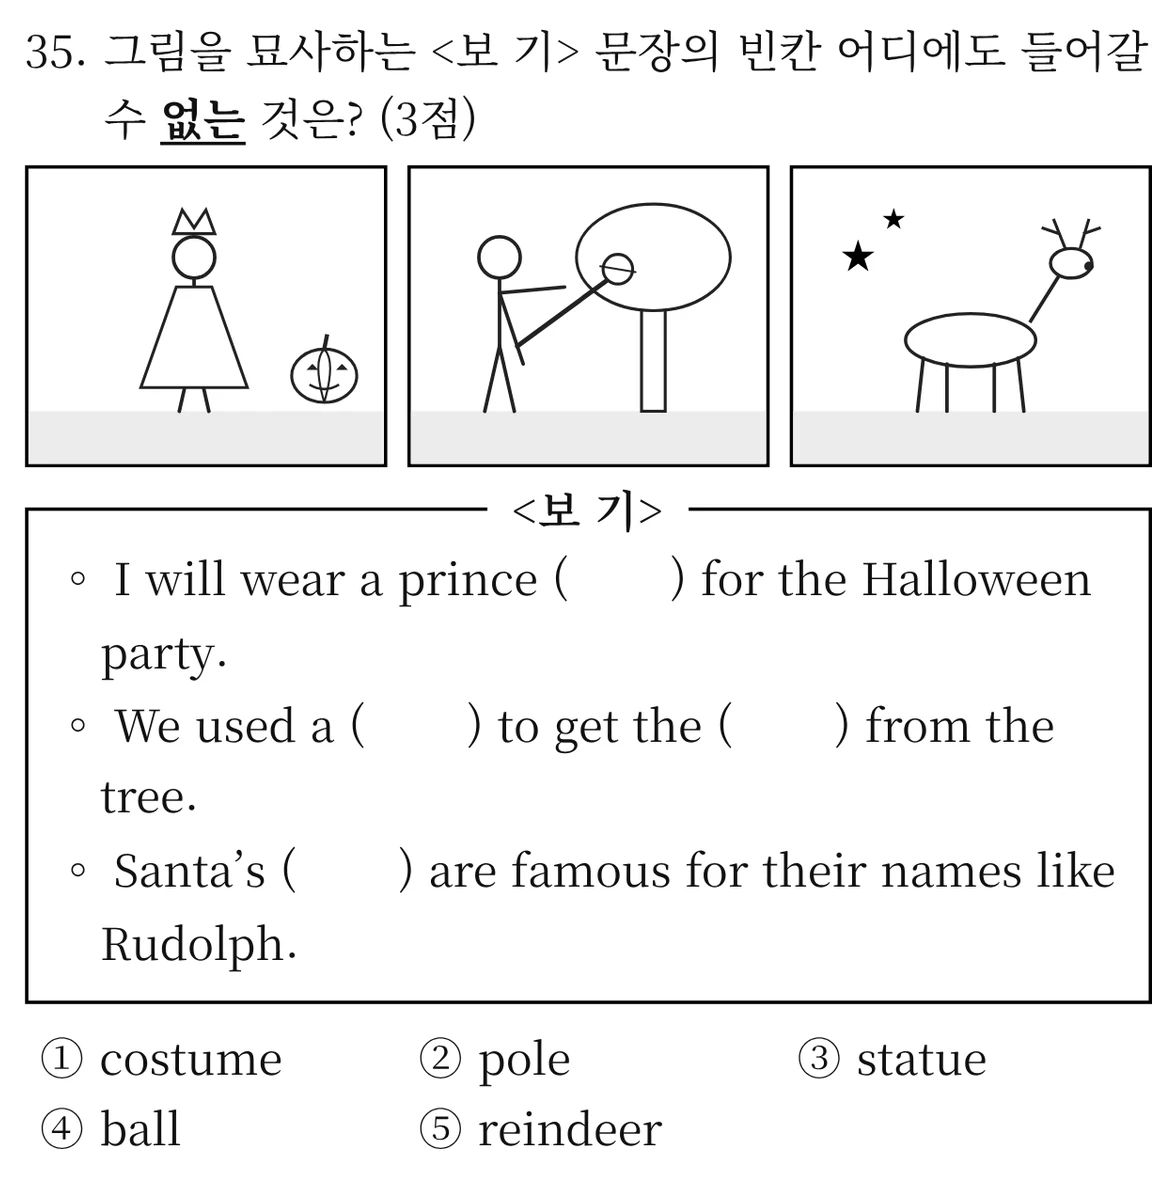 35. 그림을 묘사하는 <보 기> 문장의 빈칸 어디에도 들어갈
수 없는 것은? (3점)
<보 기>
◦ I will wear a prince (        ) for the Halloween
party.
◦ We used a (        ) to get the (        ) from the
tree.
◦ Santa’s (        ) are famous for their names like
Rudolph.
① costume ② pole ③ statue
④ ball ⑤ reindeer